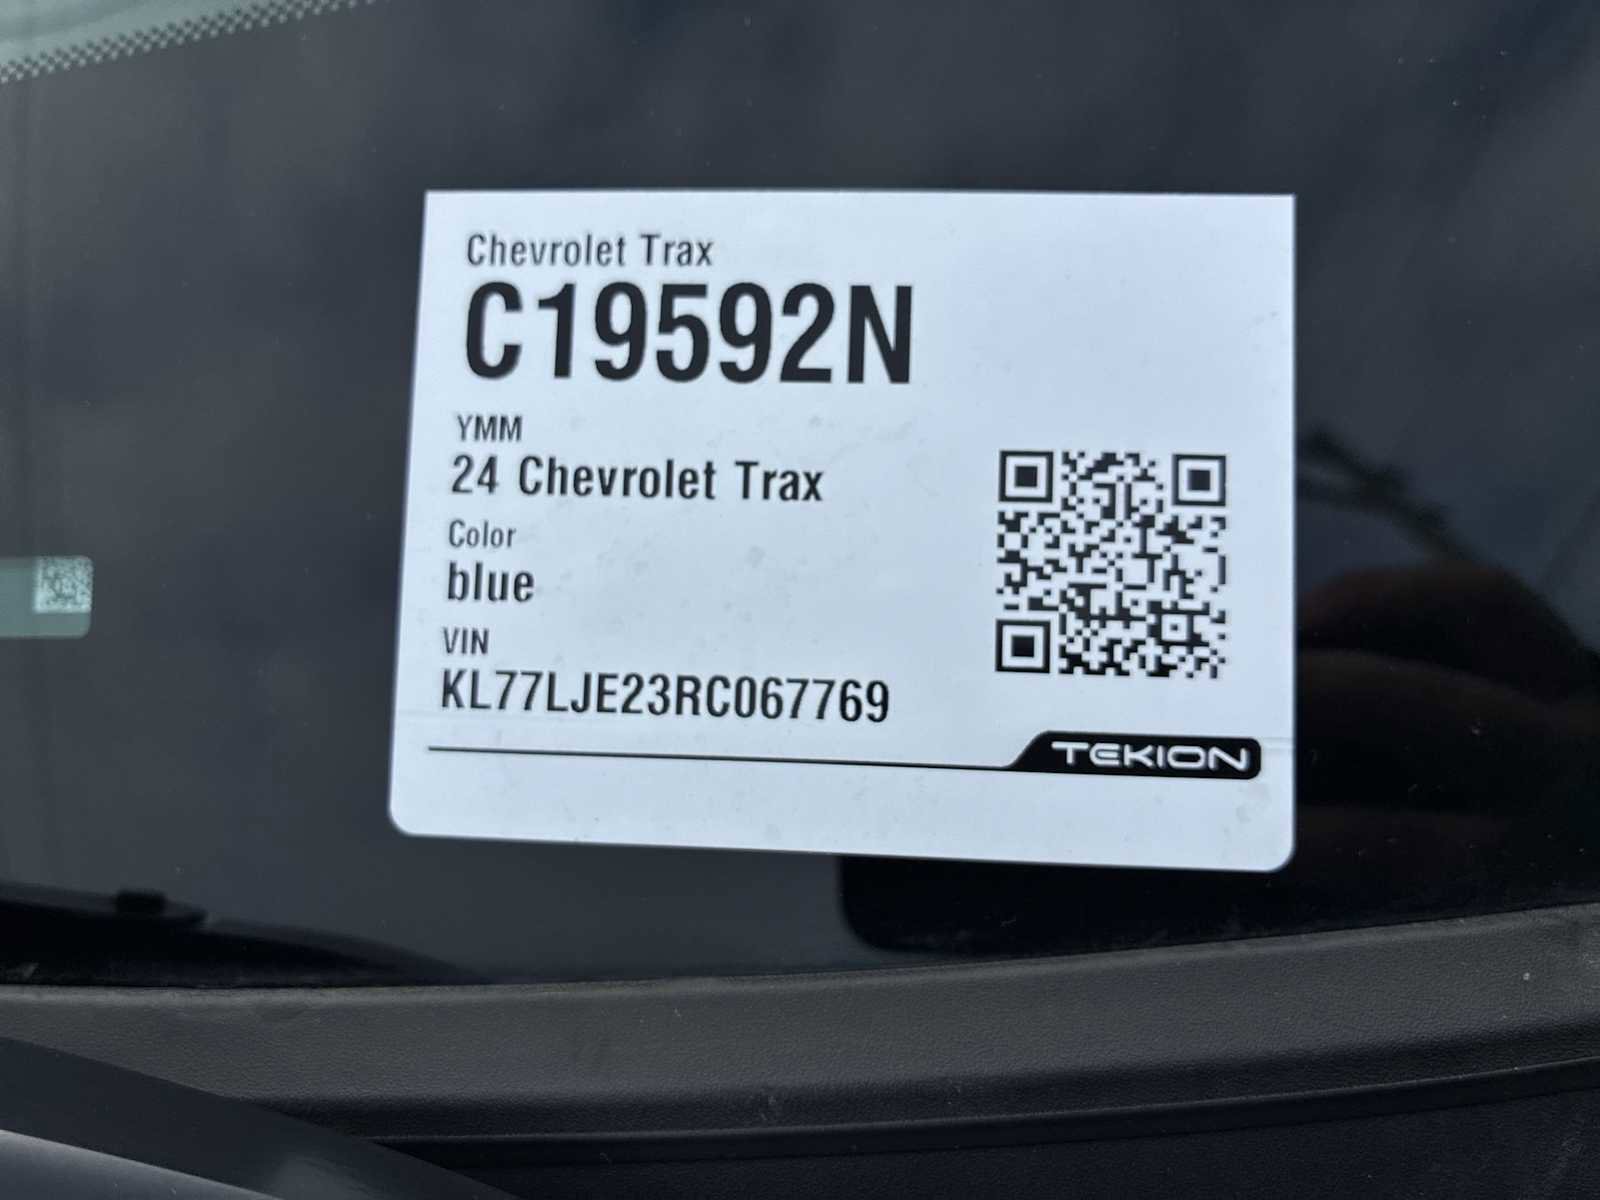 Chevrolet Trax
C19592N
YMM
24 Chevrolet Trax
Color
blue
VIN
KL77LJE23RC067769
TEKION